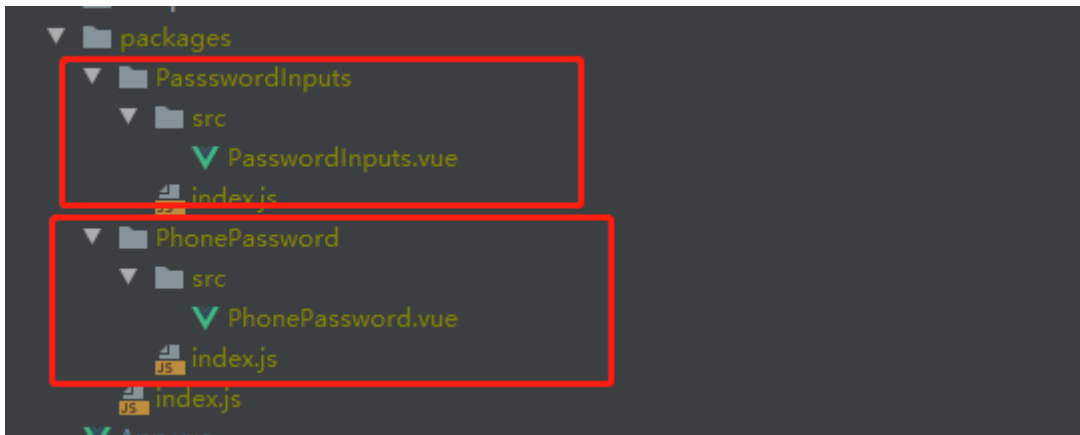 packages
PassswordInputs
src
PasswordInputs.vue
index.js
PhonePassword
src
PhonePassword.vue
index.js
index.js